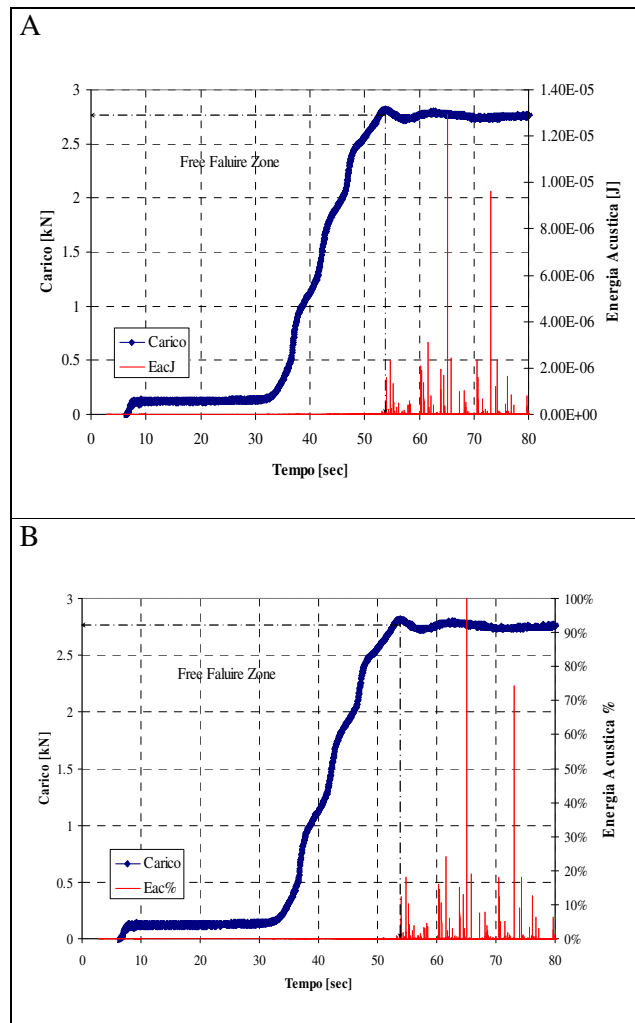 A
3
2.5
2
1.5
1
0.5
0
Carico [kN]
Free Faluire Zone
Carico
EacJ
0 10 20 30 40 50 60 70 80
Tempo [sec]
1.40E-05
1.20E-05
1.00E-05
8.00E-06
6.00E-06
4.00E-06
2.00E-06
0.00E+00
Energia Acustica [J]
B
3
2.5
2
1.5
1
0.5
0
Carico [kN]
Free Faluire Zone
Carico
Eac%
0 10 20 30 40 50 60 70 80
Tempo [sec]
100%
90%
80%
70%
60%
50%
40%
30%
20%
10%
0%
Energia Acustica %